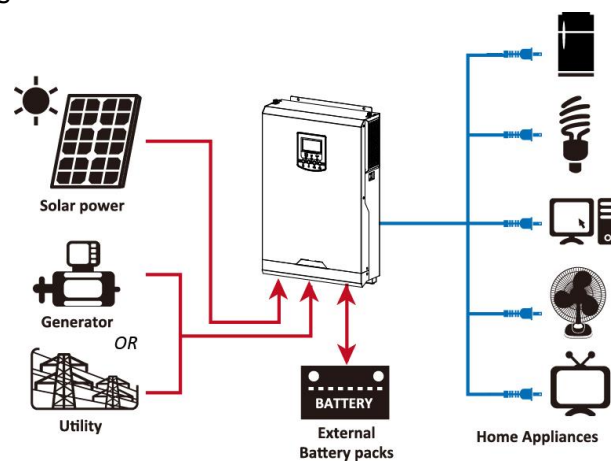 Solar power
Generator
OR
Utility
BATTERY
External
Battery packs
Home Appliances